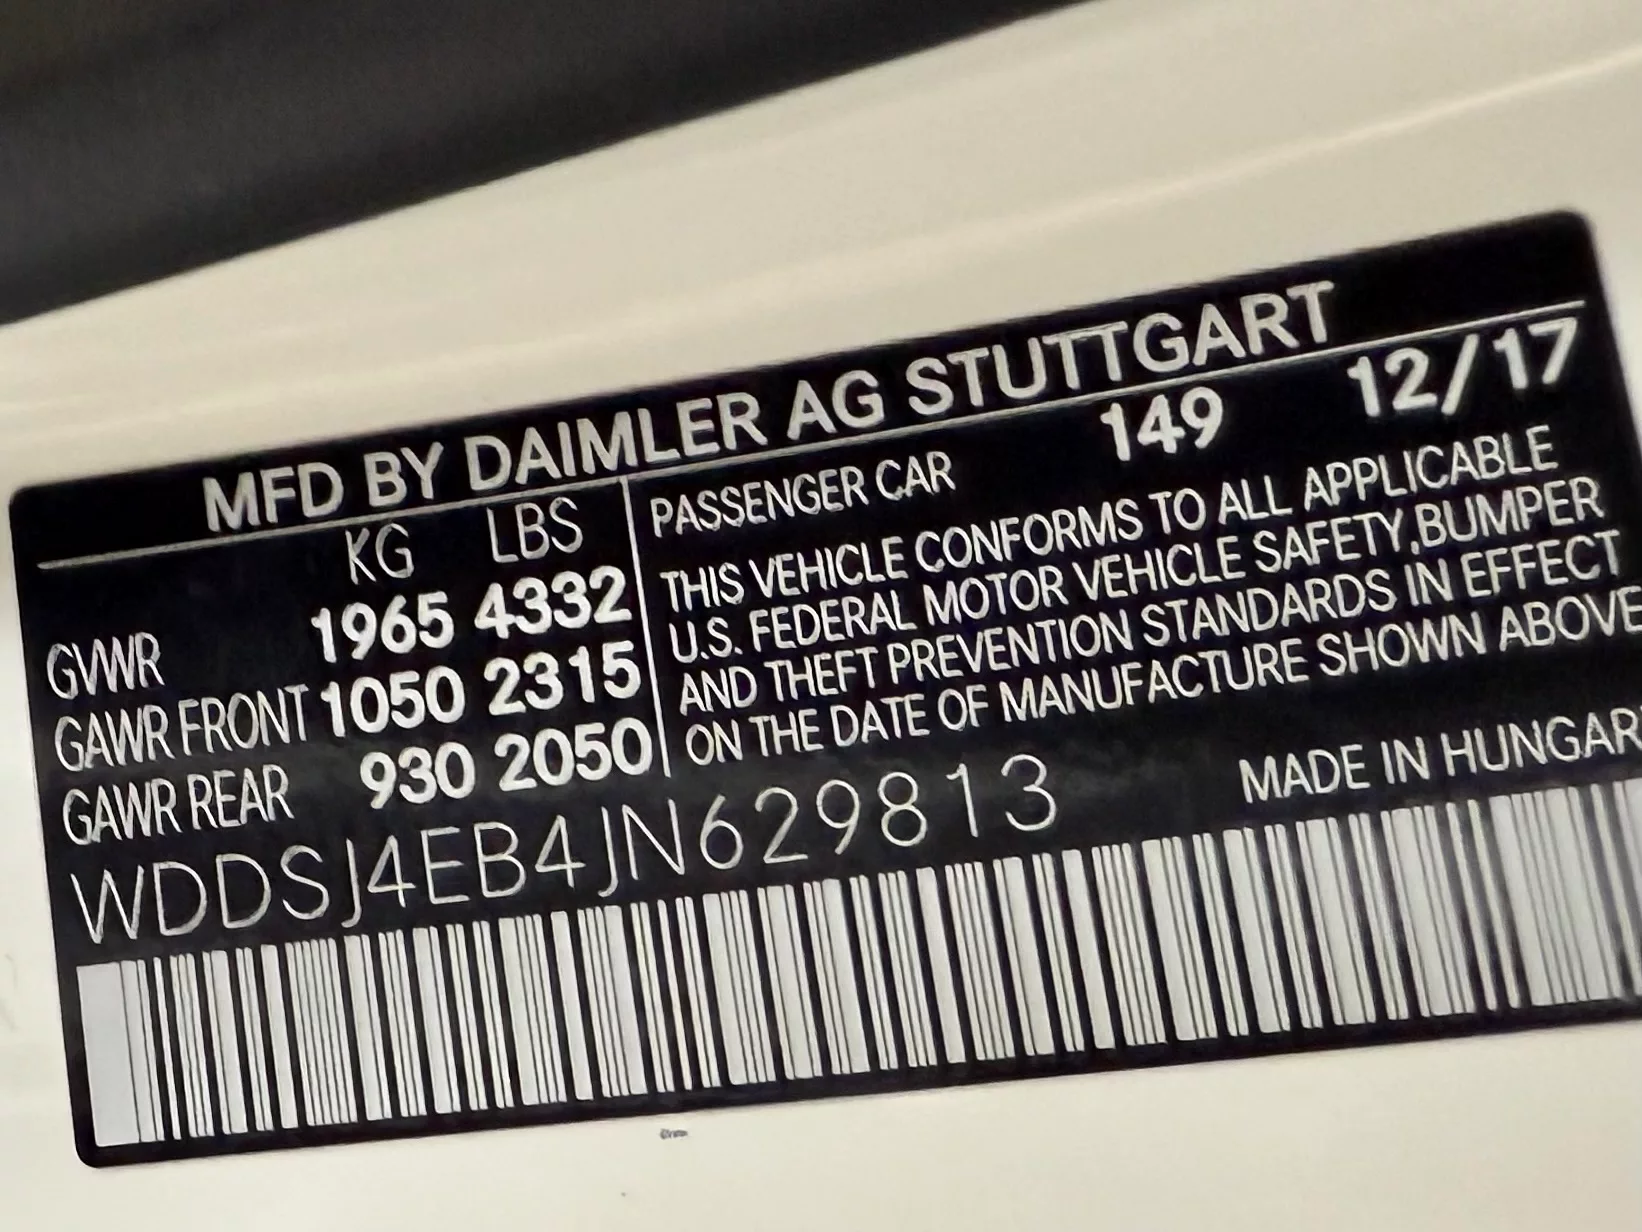 MFD BY DAIMLER AG STUTTGART
KG LBS
GVWR 1965 4332
GAWR FRONT 1050 2315
GAWR REAR 930 2050
PASSENGER CAR 149 12/17
THIS VEHICLE CONFORMS TO ALL APPLICABLE
U.S. FEDERAL MOTOR VEHICLE SAFETY,BUMPER
AND THEFT PREVENTION STANDARDS IN EFFECT
ON THE DATE OF MANUFACTURE SHOWN ABOVE
WDDSJ4EB4JN629813
MADE IN HUNGAR